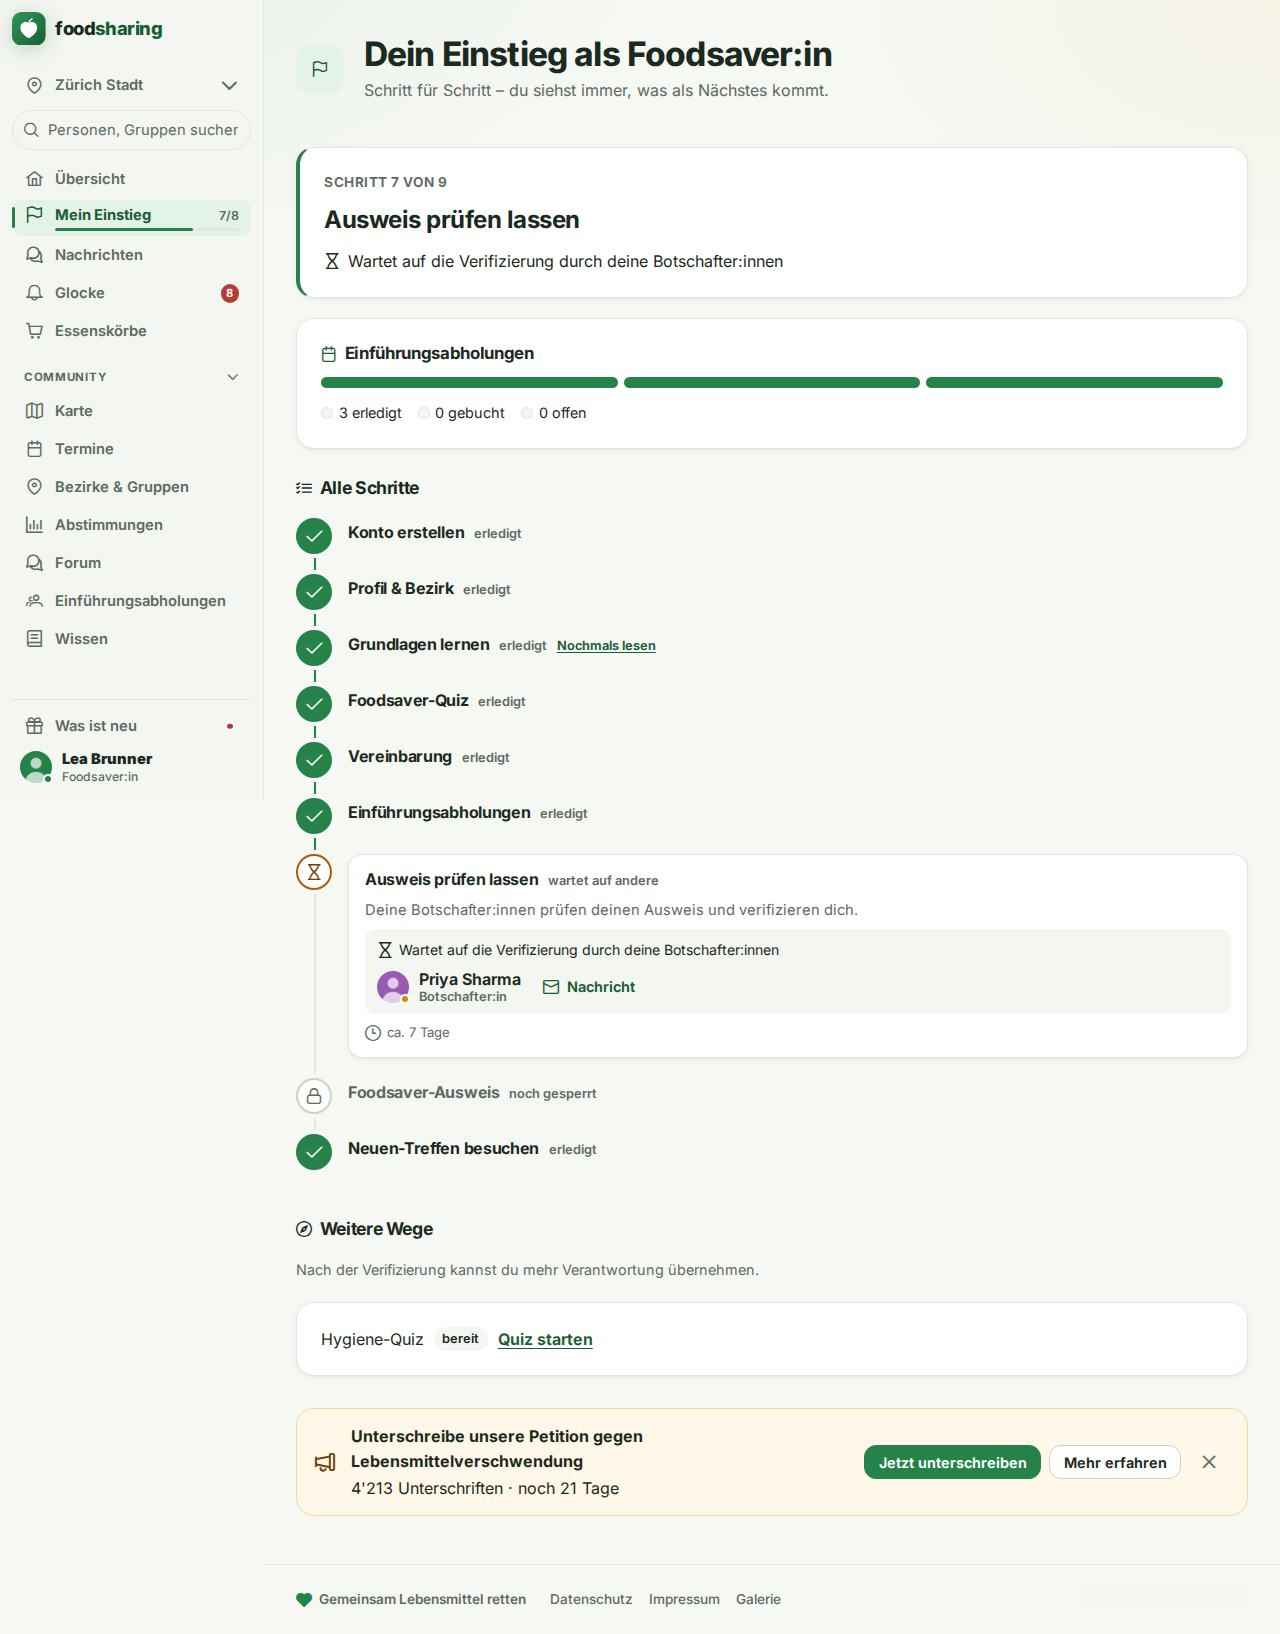 foodsharing
Zürich Stadt
Personen, Gruppen suchen
Übersicht
Mein Einstieg 7/8
Nachrichten
Glocke 8
Essenskörbe
COMMUNITY
Karte
Termine
Bezirke & Gruppen
Abstimmungen
Forum
Einführungsabholungen
Wissen
Was ist neu
Lea Brunner
Foodsaver:in
Dein Einstieg als Foodsaver:in
Schritt für Schritt – du siehst immer, was als Nächstes kommt.
SCHRITT 7 VON 9
Ausweis prüfen lassen
Wartet auf die Verifizierung durch deine Botschafter:innen
Einführungsabholungen
3 erledigt 0 gebucht 0 offen
Alle Schritte
Konto erstellen erledigt
Profil & Bezirk erledigt
Grundlagen lernen erledigt Nochmals lesen
Foodsaver-Quiz erledigt
Vereinbarung erledigt
Einführungsabholungen erledigt
Ausweis prüfen lassen wartet auf andere
Deine Botschafter:innen prüfen deinen Ausweis und verifizieren dich.
Wartet auf die Verifizierung durch deine Botschafter:innen
Priya Sharma
Botschafter:in
Nachricht
ca. 7 Tage
Foodsaver-Ausweis noch gesperrt
Neuen-Treffen besuchen erledigt
Weitere Wege
Nach der Verifizierung kannst du mehr Verantwortung übernehmen.
Hygiene-Quiz bereit Quiz starten
Unterschreibe unsere Petition gegen
Lebensmittelverschwendung
4'213 Unterschriften · noch 21 Tage
Jetzt unterschreiben Mehr erfahren
Gemeinsam Lebensmittel retten Datenschutz Impressum Galerie